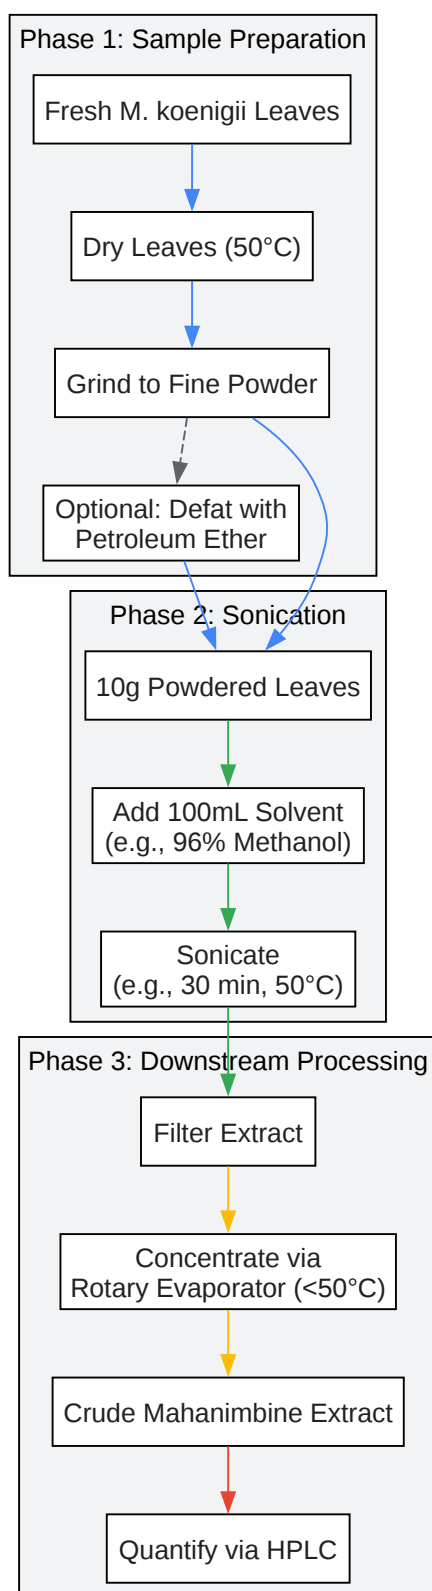 Phase 1: Sample Preparation
Fresh M. koenigii Leaves
Dry Leaves (50°C)
Grind to Fine Powder
Optional: Defat with
Petroleum Ether
Phase 2: Sonication
10g Powdered Leaves
Add 100mL Solvent
(e.g., 96% Methanol)
Sonicate
(e.g., 30 min, 50°C)
Phase 3: Downstream Processing
Filter Extract
Concentrate via
Rotary Evaporator (<50°C)
Crude Mahanimbine Extract
Quantify via HPLC